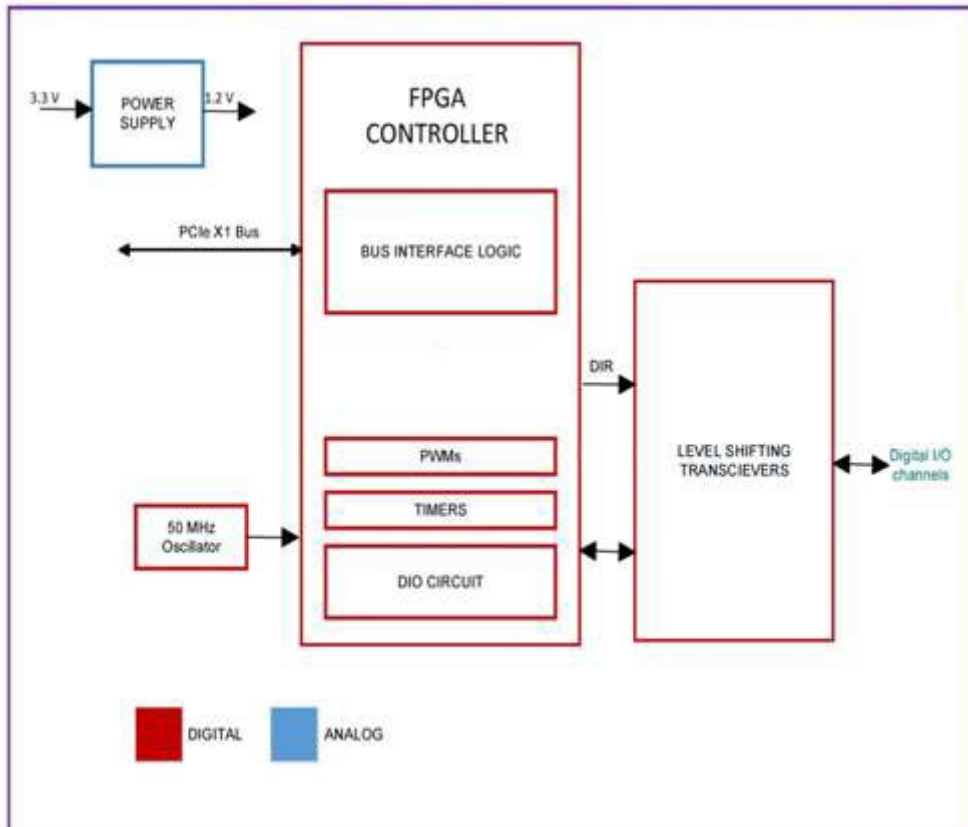 3.3 V
POWER
SUPPLY
1.2 V
FPGA
CONTROLLER
PCIe X1 Bus
BUS INTERFACE LOGIC
DIR
LEVEL SHIFTING
TRANSCIEVERS
Digital I/O
channels
PWMs
TIMERS
50 MHz
Oscillator
DIO CIRCUIT
DIGITAL
ANALOG